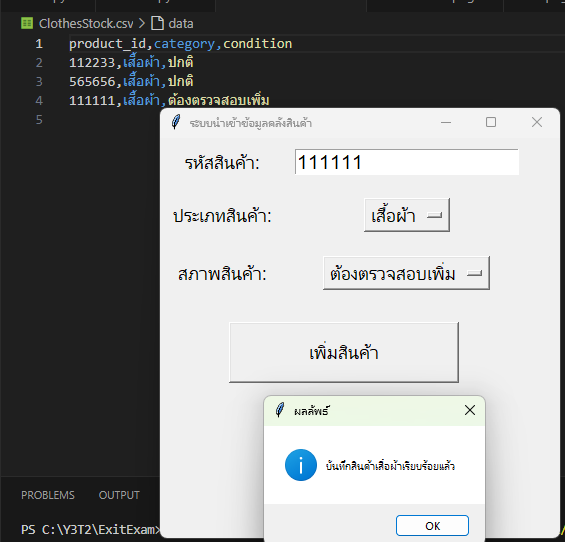 ClothesStock.csv > data
1 product_id,category,condition
2 112233,เสื้อผ้า,ปกติ
3 565656,เสื้อผ้า,ปกติ
4 111111,เสื้อผ้า,ต้องตรวจสอบเพิ่ม
5
ระบบนำเข้าข้อมูลคลังสินค้า
รหัสสินค้า: 111111
ประเภทสินค้า: เสื้อผ้า
สภาพสินค้า: ต้องตรวจสอบเพิ่ม
เพิ่มสินค้า
ผลลัพธ์
บันทึกสินค้าเสื้อผ้าเรียบร้อยแล้ว
OK
PROBLEMS OUTPUT
PS C:\Y3T2\ExitExam>